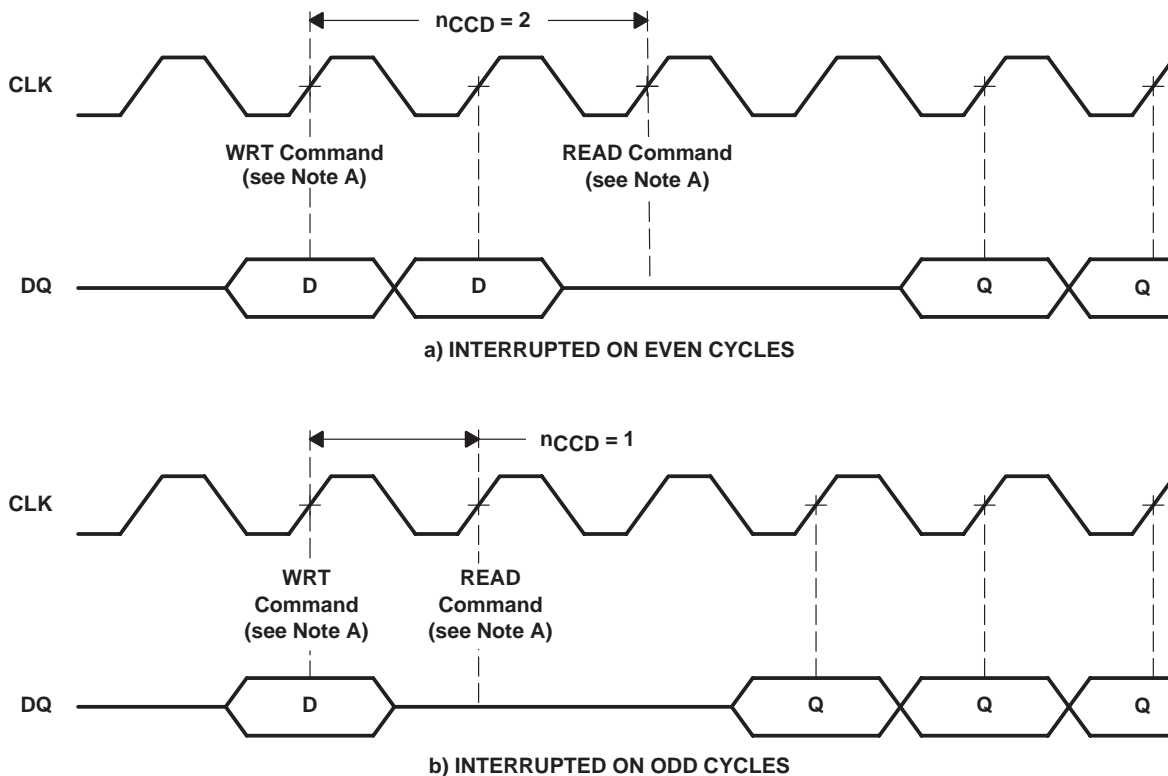 nCCD = 2
CLK
WRT Command
(see Note A)
READ Command
(see Note A)
DQ
D
D
Q
Q
a) INTERRUPTED ON EVEN CYCLES
nCCD = 1
CLK
WRT
Command
(see Note A)
READ
Command
(see Note A)
DQ
D
Q
Q
Q
b) INTERRUPTED ON ODD CYCLES